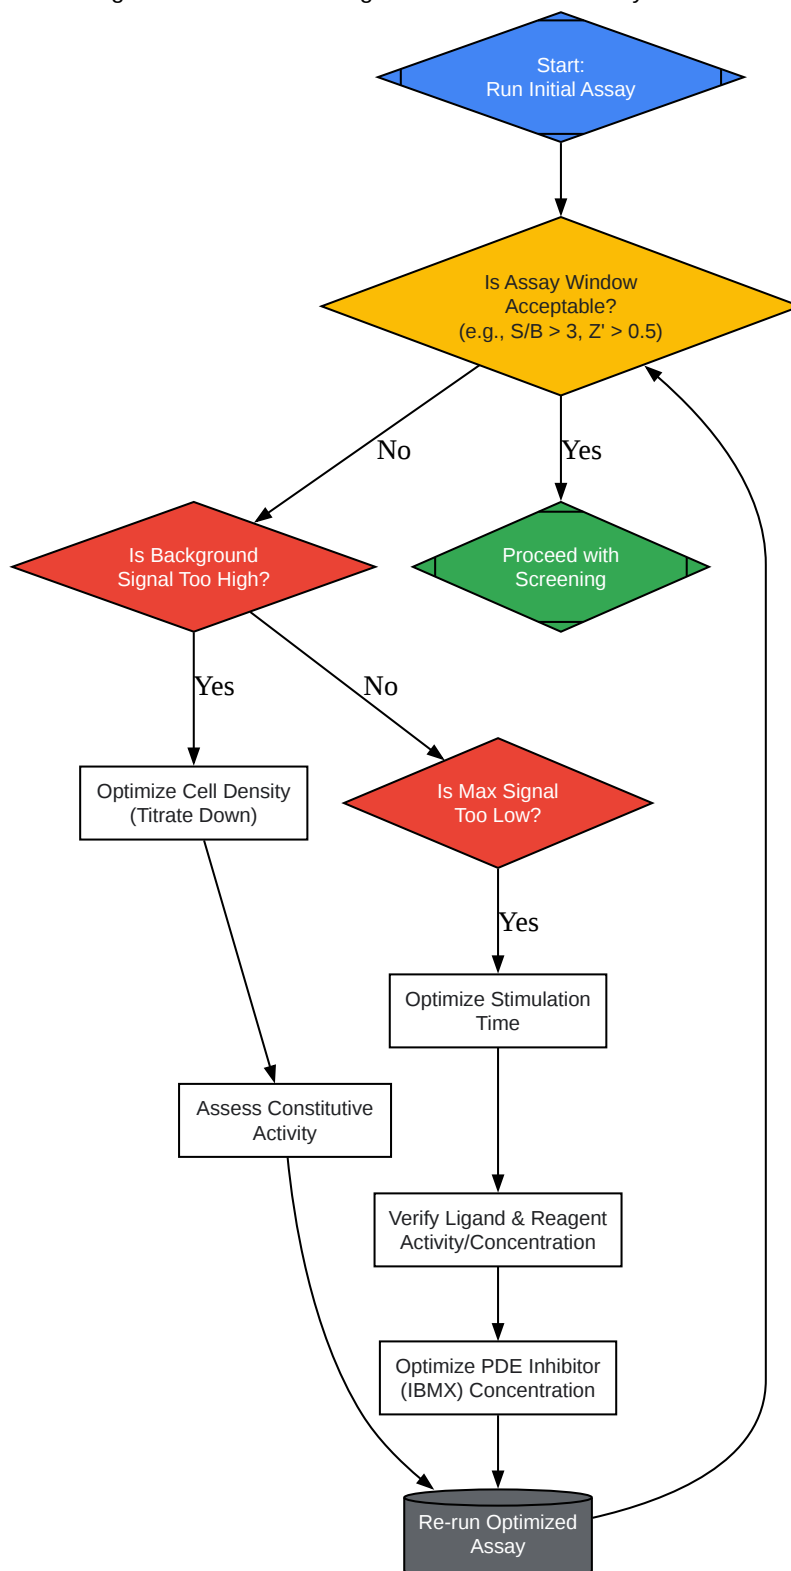 Start:
Run Initial Assay
Is Assay Window
Acceptable?
(e.g., S/B > 3, Z' > 0.5)
No
Yes
Is Background
Signal Too High?
Proceed with
Screening
Yes
No
Optimize Cell Density
(Titrate Down)
Is Max Signal
Too Low?
Yes
Optimize Stimulation
Time
Assess Constitutive
Activity
Verify Ligand & Reagent
Activity/Concentration
Optimize PDE Inhibitor
(IBMX) Concentration
Re-run Optimized
Assay